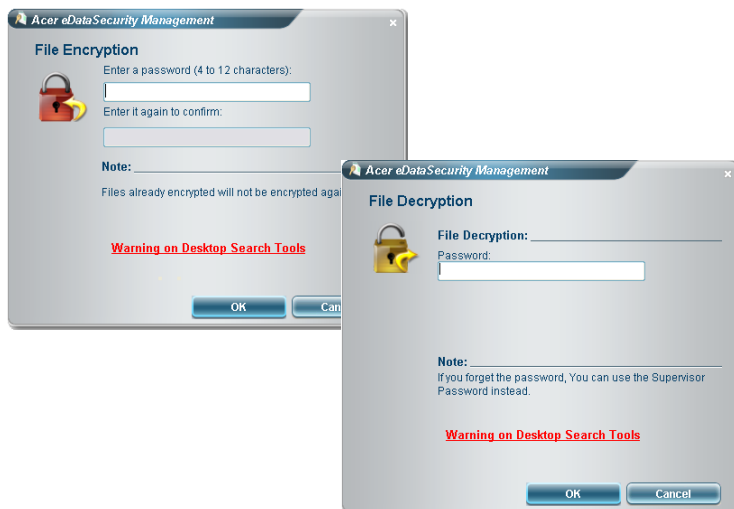 Acer eDataSecurity Management
File Encryption
Enter a password (4 to 12 characters):
Enter it again to confirm:
Note:
Files already encrypted will not be encrypted agai
Warning on Desktop Search Tools
OK
Can
Acer eDataSecurity Management
File Decryption
File Decryption:
Password:
Note:
If you forget the password, You can use the Supervisor
Password instead.
Warning on Desktop Search Tools
OK
Cancel